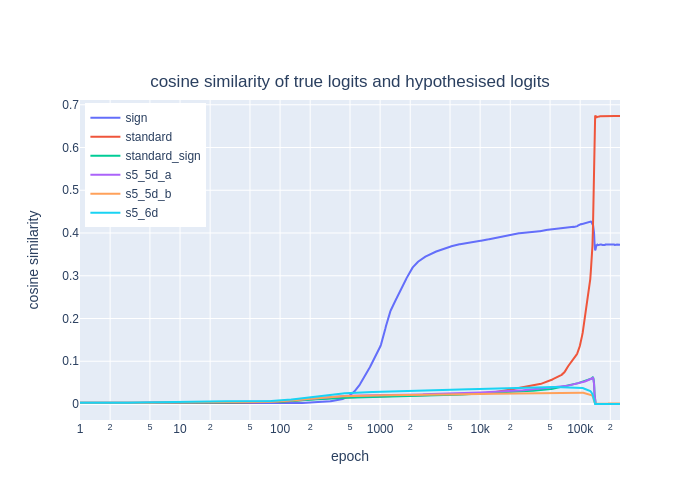 cosine similarity of true logits and hypothesised logits
sign
standard
standard_sign
s5_5d_a
s5_5d_b
s5_6d
0.7
0.6
0.5
0.4
0.3
0.2
0.1
0
cosine similarity
1 2 5 10 2 5 100 2 5 1000 2 5 10k 2 5 100k 2
epoch